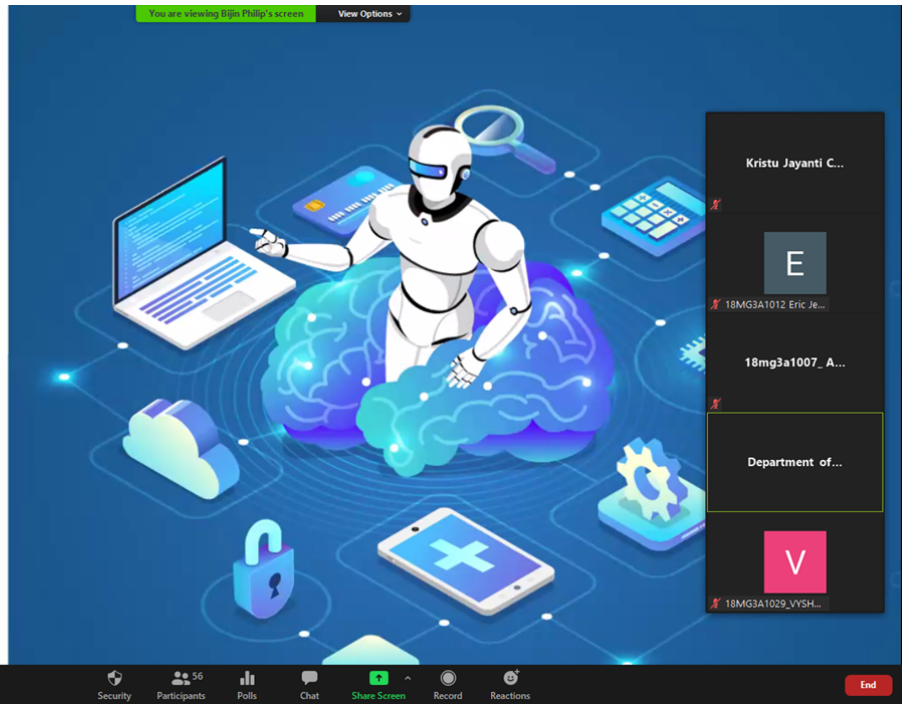 You are viewing Bijin Philip's screen
View Options
Kristu Jayanti C...
E
18MG3A1012 Eric Je...
18mg3a1007_ A...
Department of...
V
18MG3A1029_VYSH...
Security
56
Participants
Polls
Chat
Share Screen
Record
Reactions
End